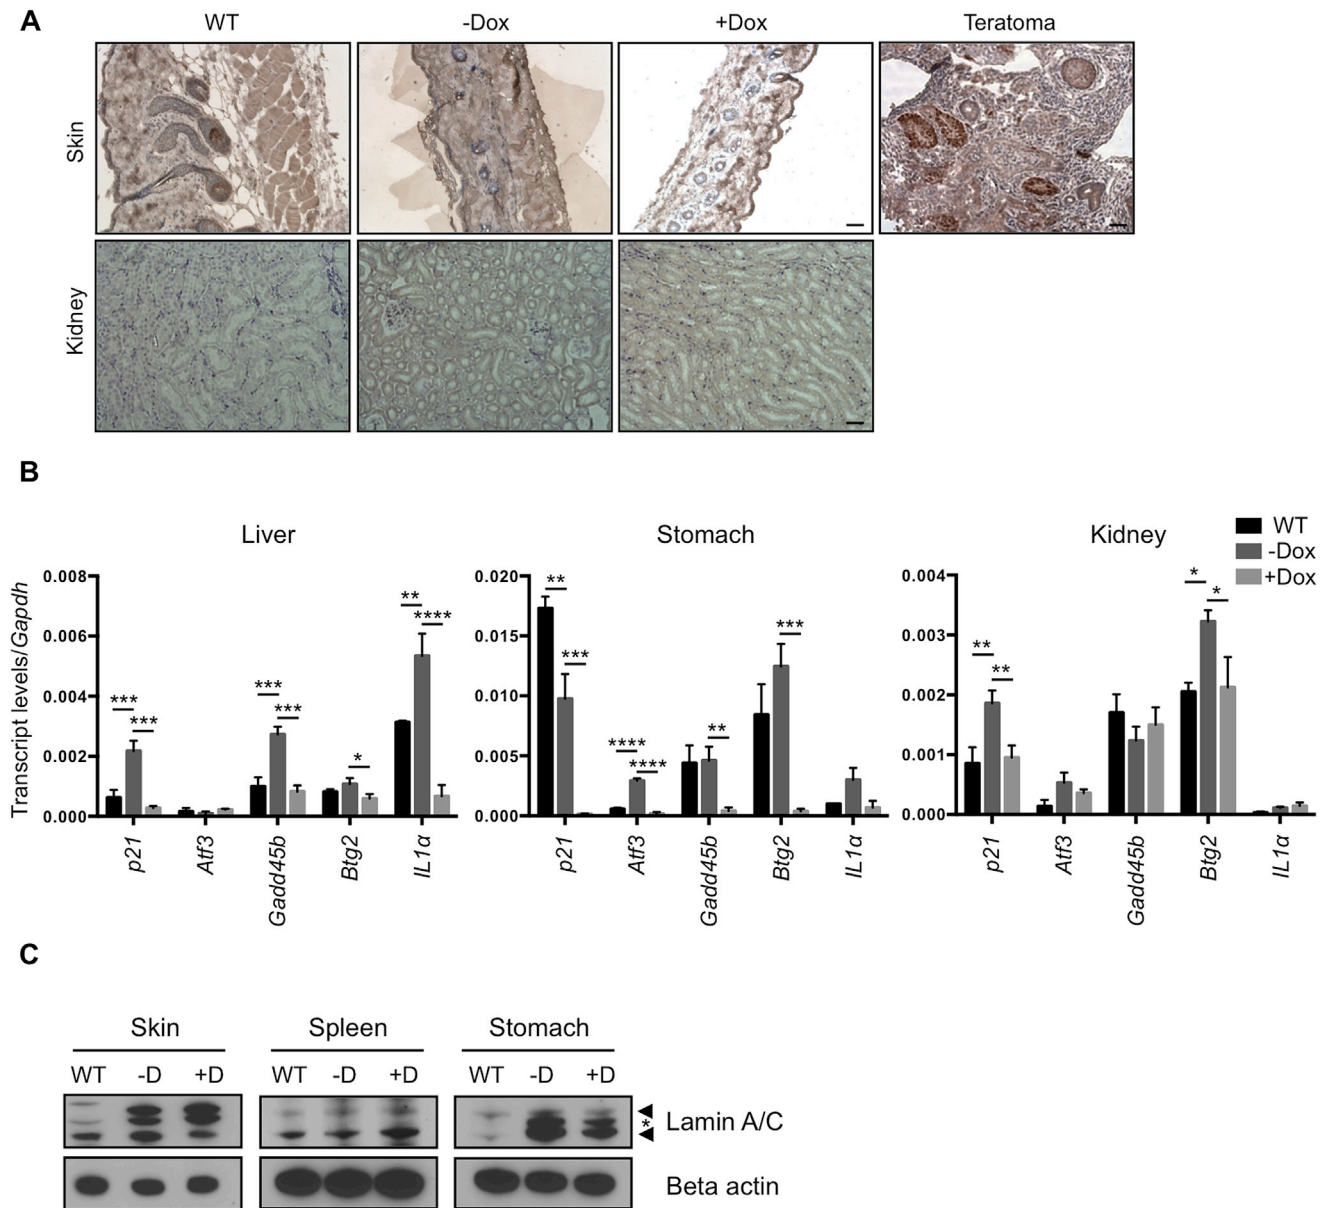 A
WT -Dox +Dox Teratoma
Skin
Kidney
B
Liver Stomach Kidney
WT
-Dox
+Dox
Transcript levels/Gapdh
0.008
0.006
0.004
0.002
0.000
*** *** *** *** * ** ****
p21 Atf3 Gadd45b Btg2 IL1α
0.020
0.015
0.010
0.005
0.000
** *** **** **** ** ***
p21 Atf3 Gadd45b Btg2 IL1α
0.004
0.003
0.002
0.001
0.000
** ** * *
p21 Atf3 Gadd45b Btg2 IL1α
C
Skin Spleen Stomach
WT -D +D WT -D +D WT -D +D
* Lamin A/C
Beta actin